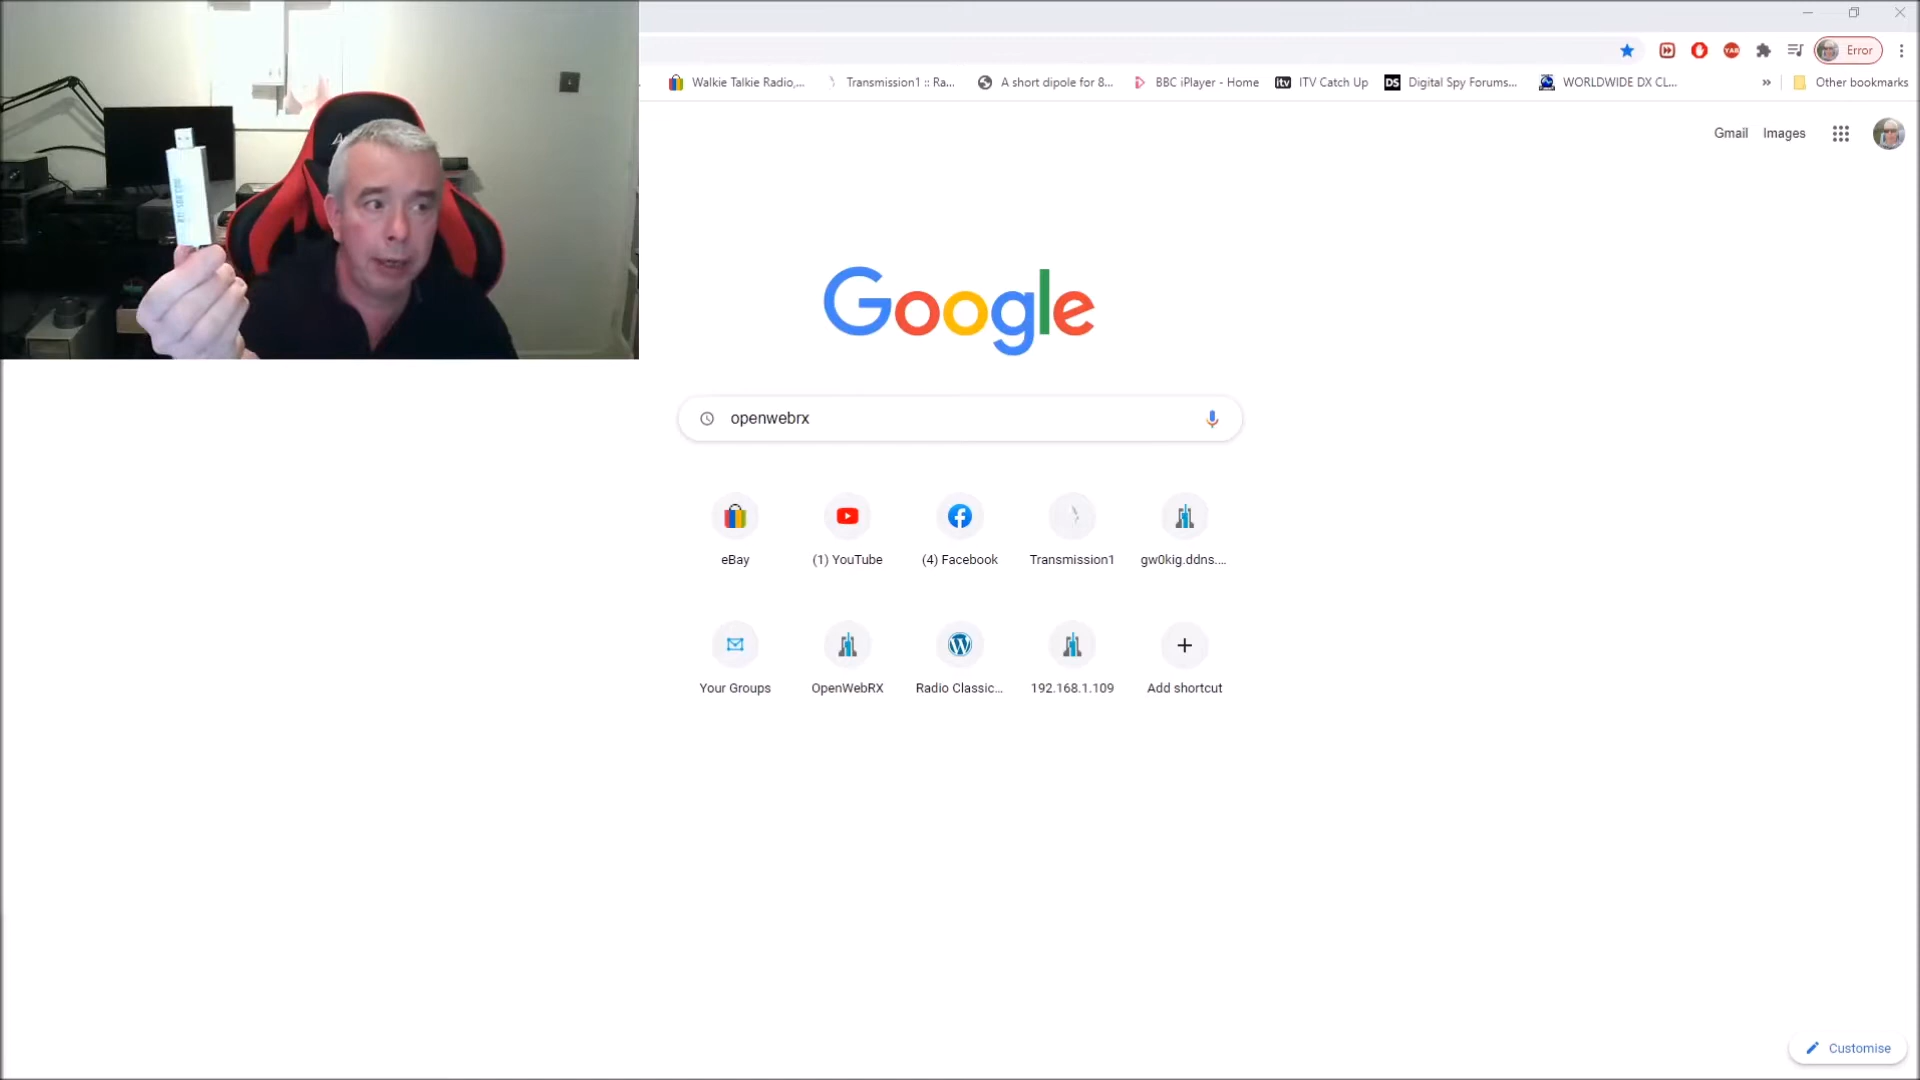 Error
Walkie Talkie Radio,...
Transmission1 :: Ra...
A short dipole for 8...
BBC iPlayer - Home
itv ITV Catch Up
DS Digital Spy Forums...
WORLDWIDE DX CL...
»
Other bookmarks
Gmail Images
Google
openwebrx
eBay
(1) YouTube
(4) Facebook
Transmission1
gw0kig.ddns....
Your Groups
OpenWebRX
Radio Classic...
192.168.1.109
Add shortcut
Customise